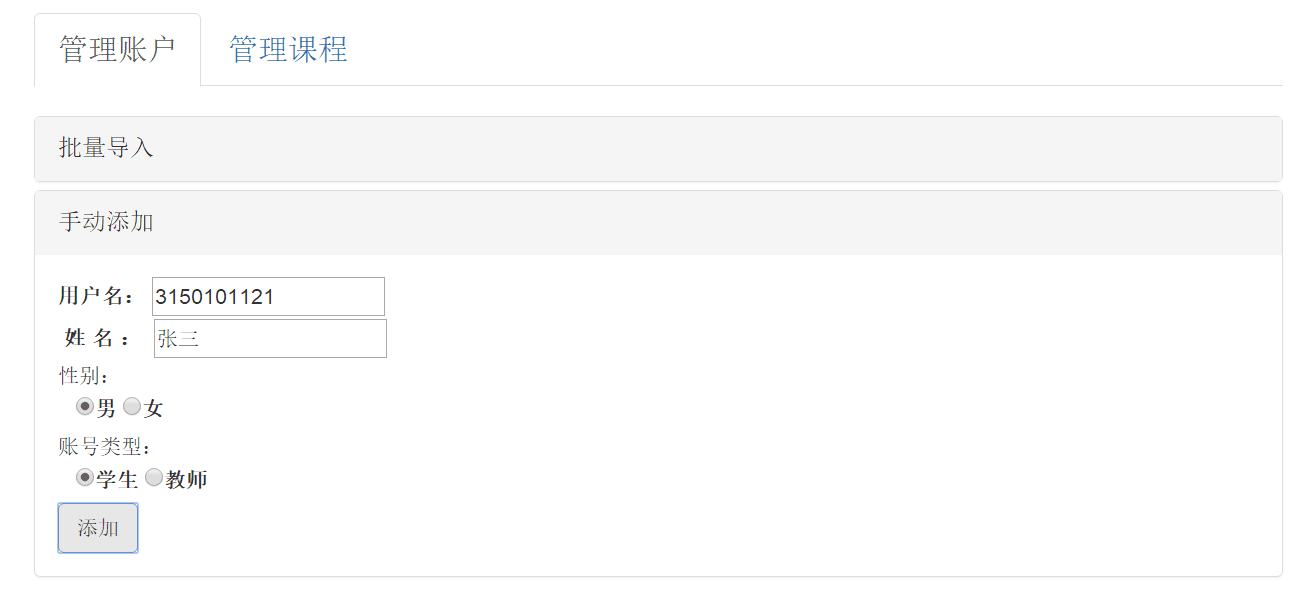 管理账户 管理课程
批量导入
手动添加
用户名： 3150101121
姓 名 ： 张三
性别：
男 女
账号类型：
学生 教师
添加